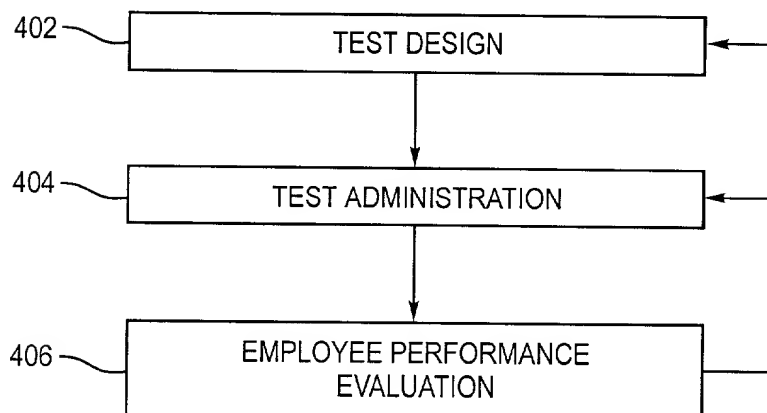 402
TEST DESIGN
404
TEST ADMINISTRATION
406
EMPLOYEE PERFORMANCE
EVALUATION